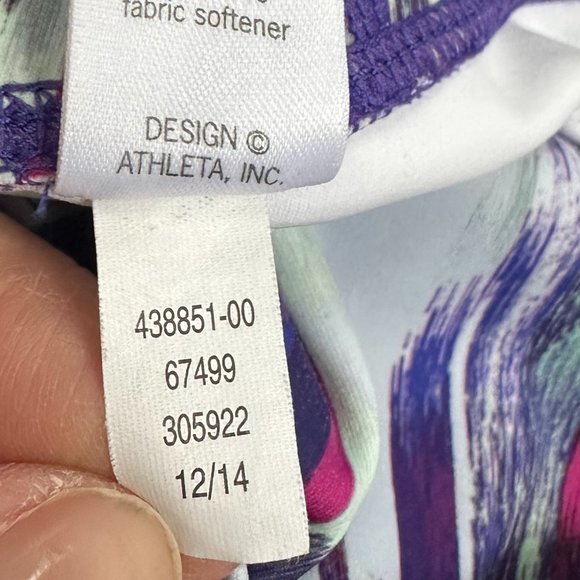 fabric softener
DESIGN ©
ATHLETA, INC.
438851-00
67499
305922
12/14